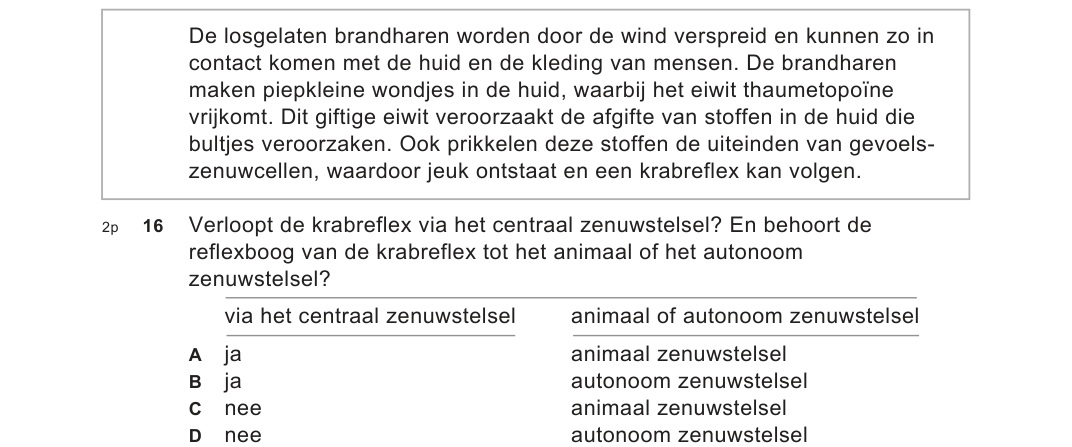 De losgelaten brandharen worden door de wind verspreid en kunnen zo in
contact komen met de huid en de kleding van mensen. De brandharen
maken piepkleine wondjes in de huid, waarbij het eiwit thaumetopoïne
vrijkomt. Dit giftige eiwit veroorzaakt de afgifte van stoffen in de huid die
bultjes veroorzaken. Ook prikkelen deze stoffen de uiteinden van gevoels-
zenuwcellen, waardoor jeuk ontstaat en een krabreflex kan volgen.
2p 16 Verloopt de krabreflex via het centraal zenuwstelsel? En behoort de
reflexboog van de krabreflex tot het animaal of het autonoom
zenuwstelsel?
via het centraal zenuwstelsel animaal of autonoom zenuwstelsel
A ja animaal zenuwstelsel
B ja autonoom zenuwstelsel
C nee animaal zenuwstelsel
D nee autonoom zenuwstelsel